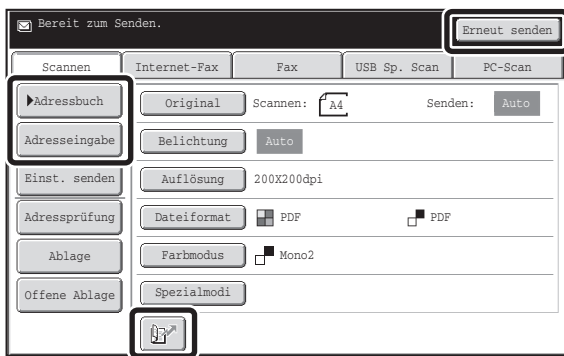 Bereit zum Senden.
Erneut senden
Scannen
Internet-Fax
Fax
USB Sp. Scan
PC-Scan
Adressbuch
Original
Scannen:
A4
Senden:
Auto
Adresseingabe
Belichtung
Auto
Einst. senden
Auflösung
200X200dpi
Adressprüfung
Dateiformat
PDF
PDF
Ablage
Farbmodus
Mono2
Offene Ablage
Spezialmodi